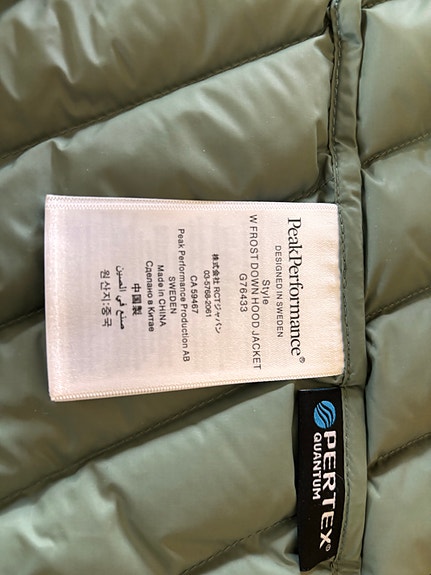 PeakPerformance®
DESIGNED IN SWEDEN
Style
W FROST DOWN HOOD JACKET
G76433
株式会社 RCTジャパン
03-5768-2061
CA 59467
Peak Performance Production AB
SWEDEN
Made in CHINA
Сделано в Китае
صنع في الصين
中国製
원산지:중국
PERTEX®
QUANTUM